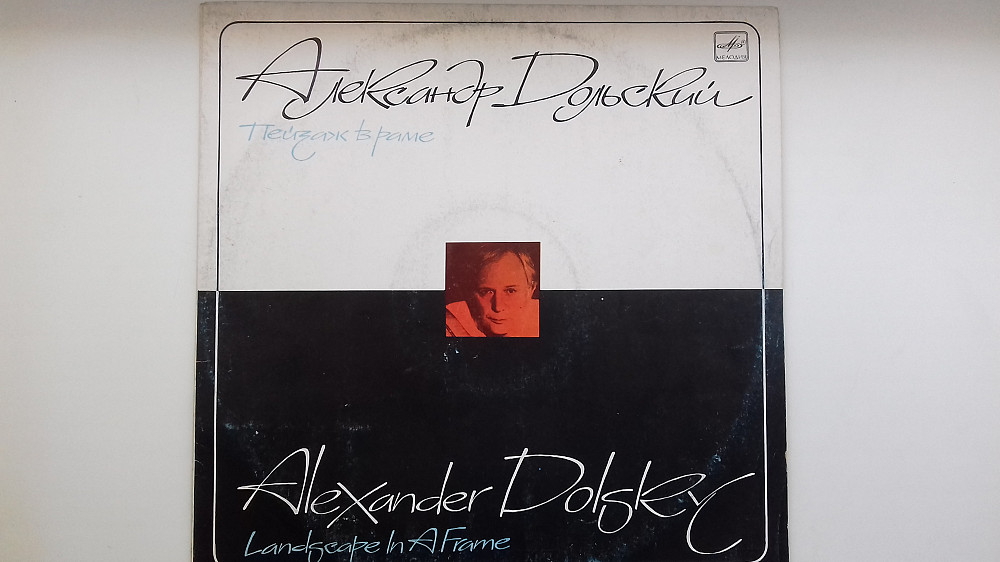 МЕЛОДИЯ
Александр Дольский
Пейзаж в раме
Alexander Dolsky
Landscape In A Frame